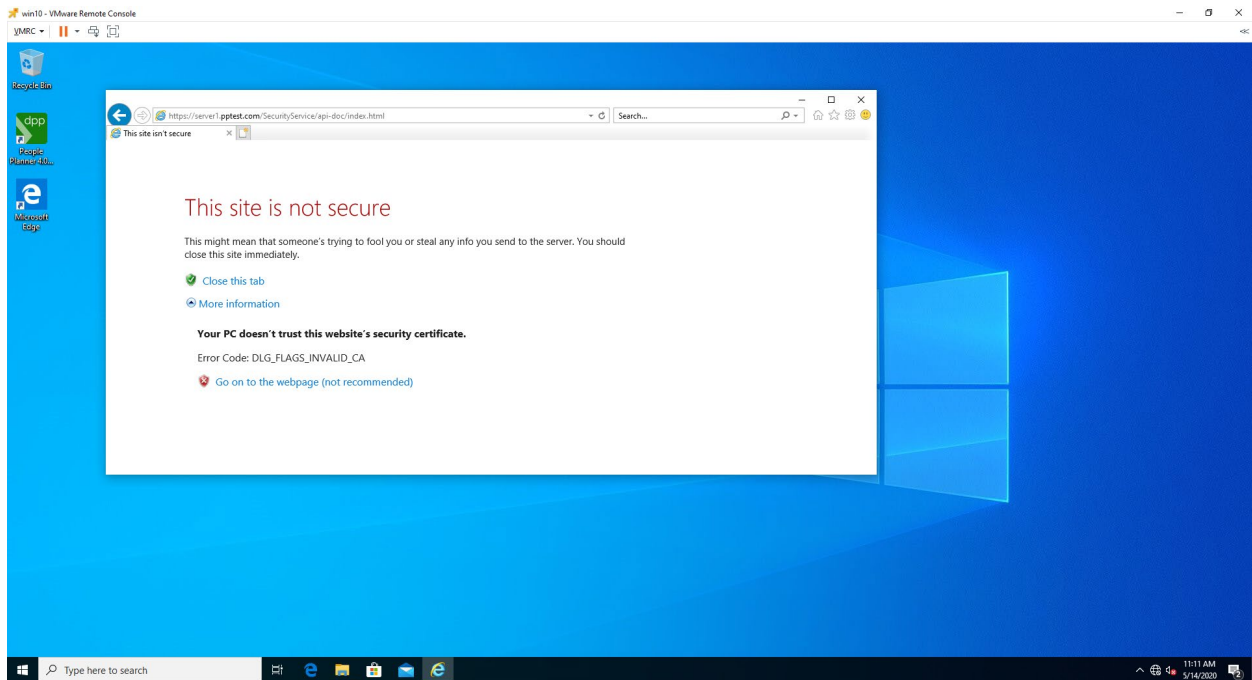 win10 - VMware Remote Console
VMRC
Recycle Bin
https://server1.pptest.com/SecurityService/api-doc/index.html
Search...
This site isn't secure
dpp
People
Planner 4.0...
Microsoft
Edge
This site is not secure
This might mean that someone's trying to fool you or steal any info you send to the server. You should
close this site immediately.
Close this tab
More information
Your PC doesn't trust this website's security certificate.
Error Code: DLG_FLAGS_INVALID_CA
Go on to the webpage (not recommended)
Type here to search
11:11 AM
5/14/2020
2